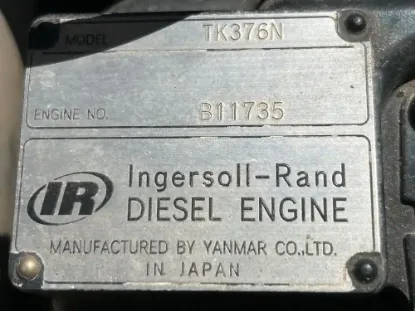 MODEL TK376N
ENGINE NO. B11735
IR Ingersoll-Rand
DIESEL ENGINE
MANUFACTURED BY YANMAR CO.,LTD.
IN JAPAN